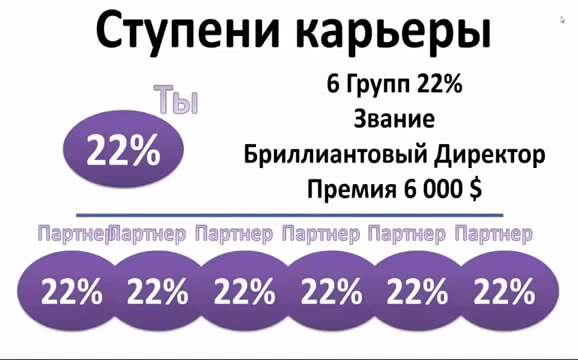 Ступени карьеры
Ты
22%
6 Групп 22%
Звание
Бриллиантовый Директор
Премия 6 000 $
Партнер Партнер Партнер Партнер Партнер Партнер
22% 22% 22% 22% 22% 22%